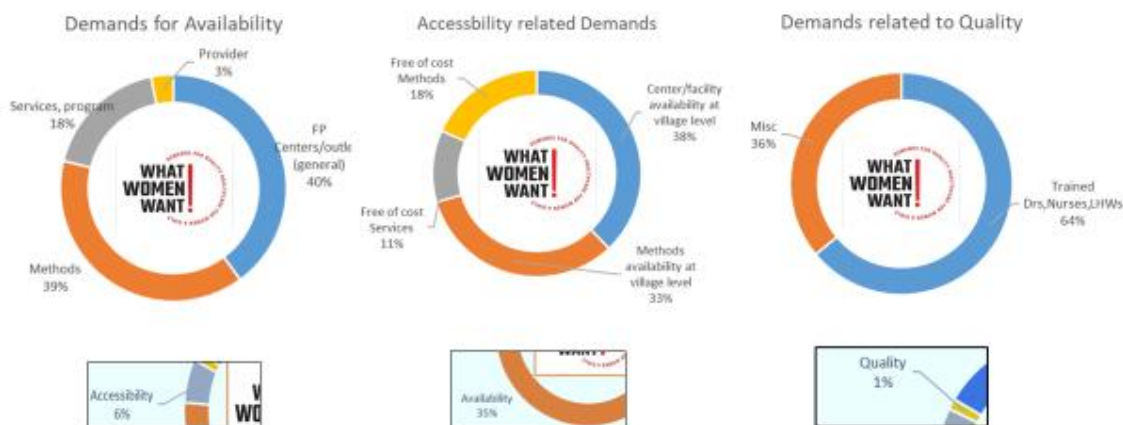 Demands for Availability
Provider
3%
Services, program
18%
FP
Centers/outle
(general)
40%
Methods
39%
WHAT
WOMEN
WANT!
Accessbility related Demands
Free of cost
Methods
18%
Center/facility
availability at
village level
38%
Free of cost
Services
11%
Methods
availability at
village level
33%
WHAT
WOMEN
WANT!
Demands related to Quality
Misc
36%
Trained
Drs,Nurses,LHWs
64%
WHAT
WOMEN
WANT!
Accessibility
6%
Availability
35%
Quality
1%